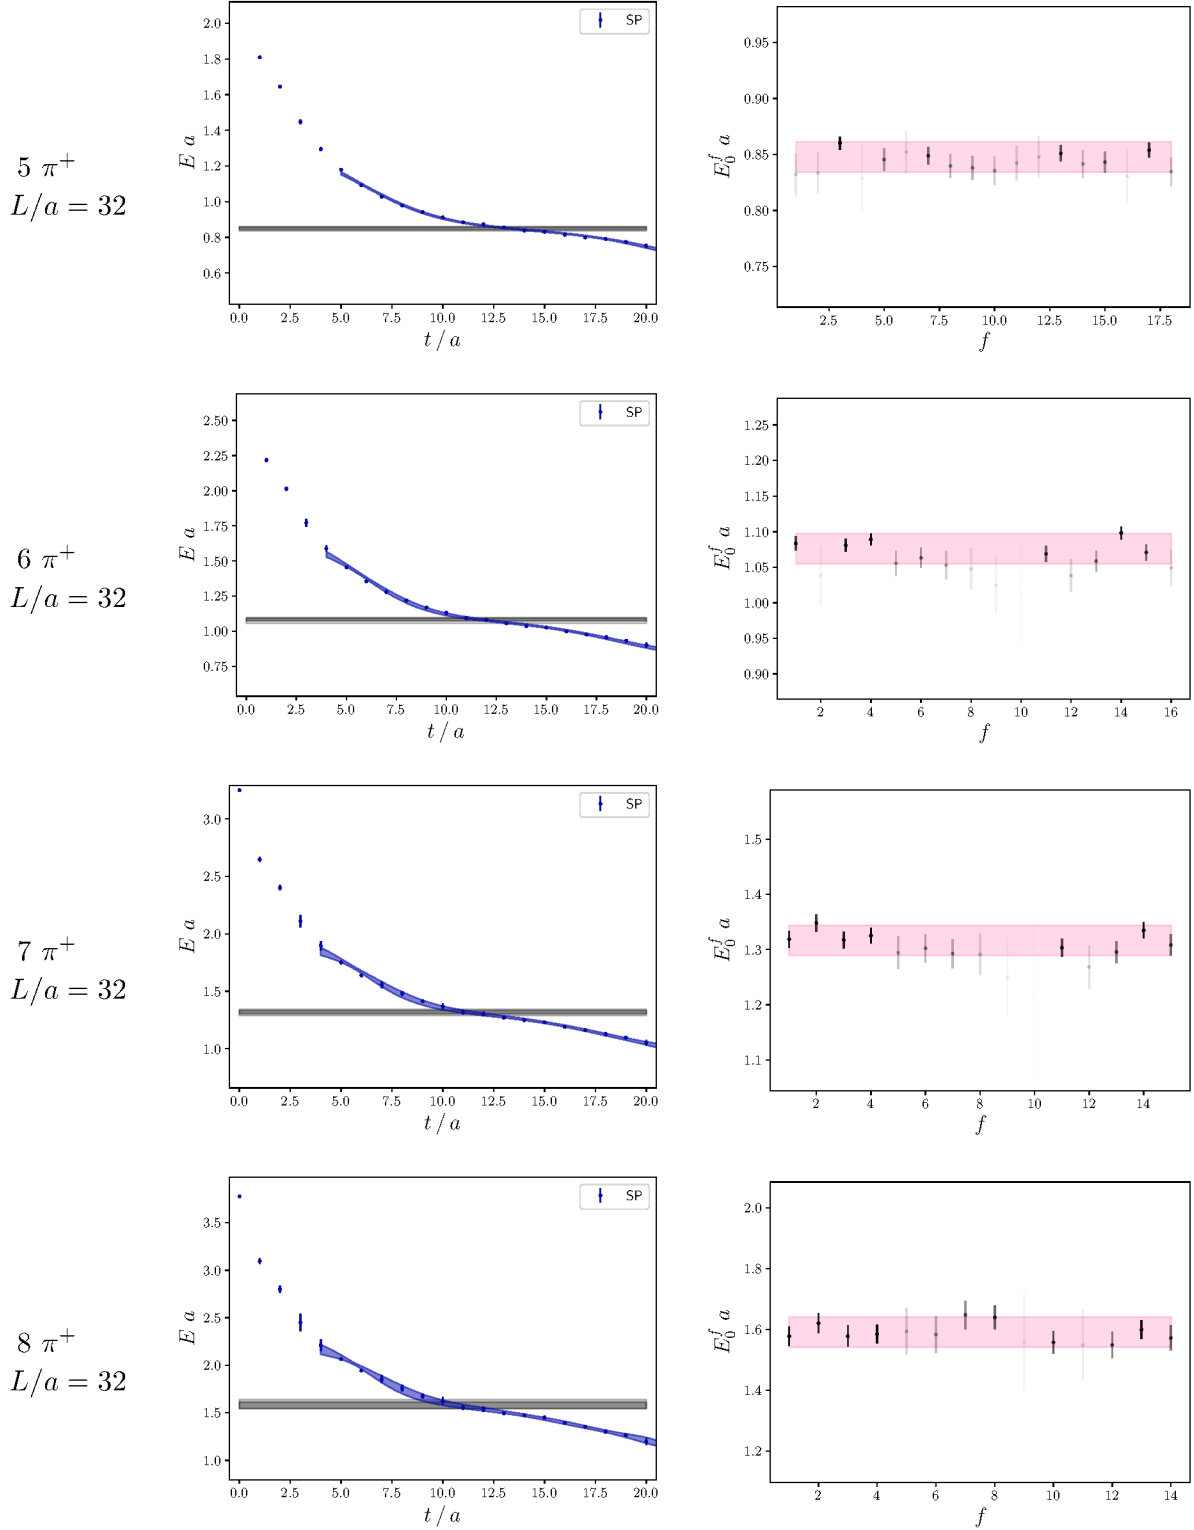 5 π⁺
L/a = 32
E a
2.0
1.8
1.6
1.4
1.2
1.0
0.8
0.6
SP
0.0 2.5 5.0 7.5 10.0 12.5 15.0 17.5 20.0
t / a
E₀ᶠ a
0.95
0.90
0.85
0.80
0.75
2.5 5.0 7.5 10.0 12.5 15.0 17.5
f
6 π⁺
L/a = 32
E a
2.50
2.25
2.00
1.75
1.50
1.25
1.00
0.75
SP
0.0 2.5 5.0 7.5 10.0 12.5 15.0 17.5 20.0
t / a
E₀ᶠ a
1.25
1.20
1.15
1.10
1.05
1.00
0.95
0.90
2 4 6 8 10 12 14 16
f
7 π⁺
L/a = 32
E a
3.0
2.5
2.0
1.5
1.0
SP
0.0 2.5 5.0 7.5 10.0 12.5 15.0 17.5 20.0
t / a
E₀ᶠ a
1.5
1.4
1.3
1.2
1.1
2 4 6 8 10 12 14
f
8 π⁺
L/a = 32
E a
3.5
3.0
2.5
2.0
1.5
1.0
SP
0.0 2.5 5.0 7.5 10.0 12.5 15.0 17.5 20.0
t / a
E₀ᶠ a
2.0
1.8
1.6
1.4
1.2
2 4 6 8 10 12 14
f